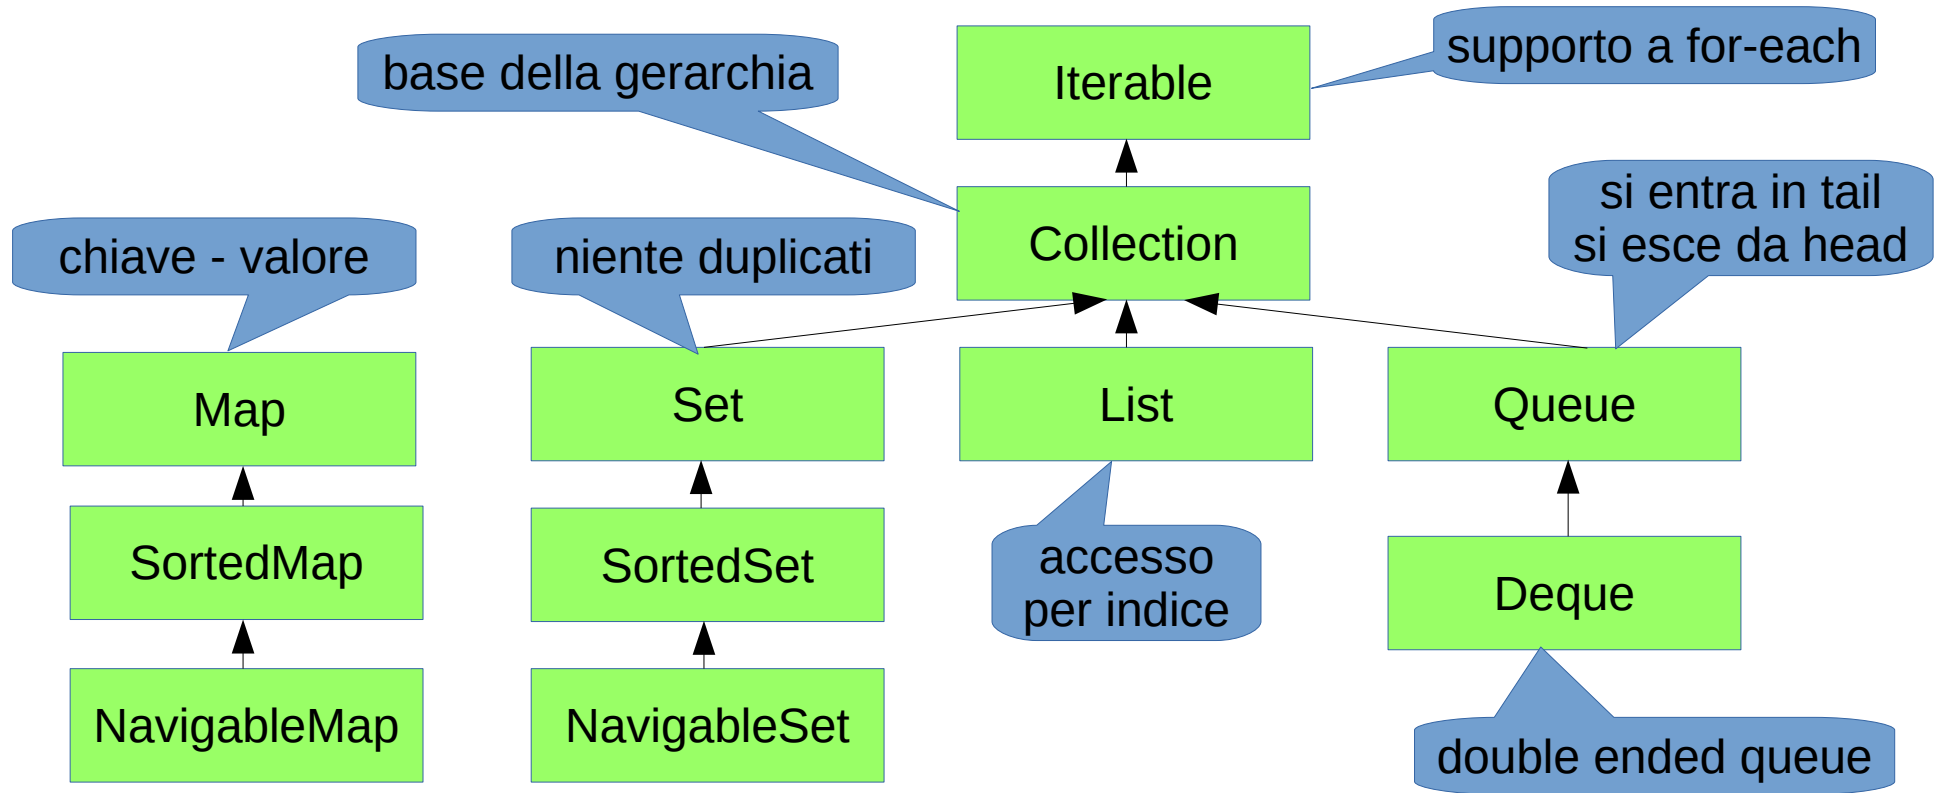 supporto a for-each
base della gerarchia
Iterable
si entra in tail
si esce da head
chiave - valore
niente duplicati
Collection
Map
Set
List
Queue
SortedMap
SortedSet
accesso
per indice
Deque
NavigableMap
NavigableSet
double ended queue